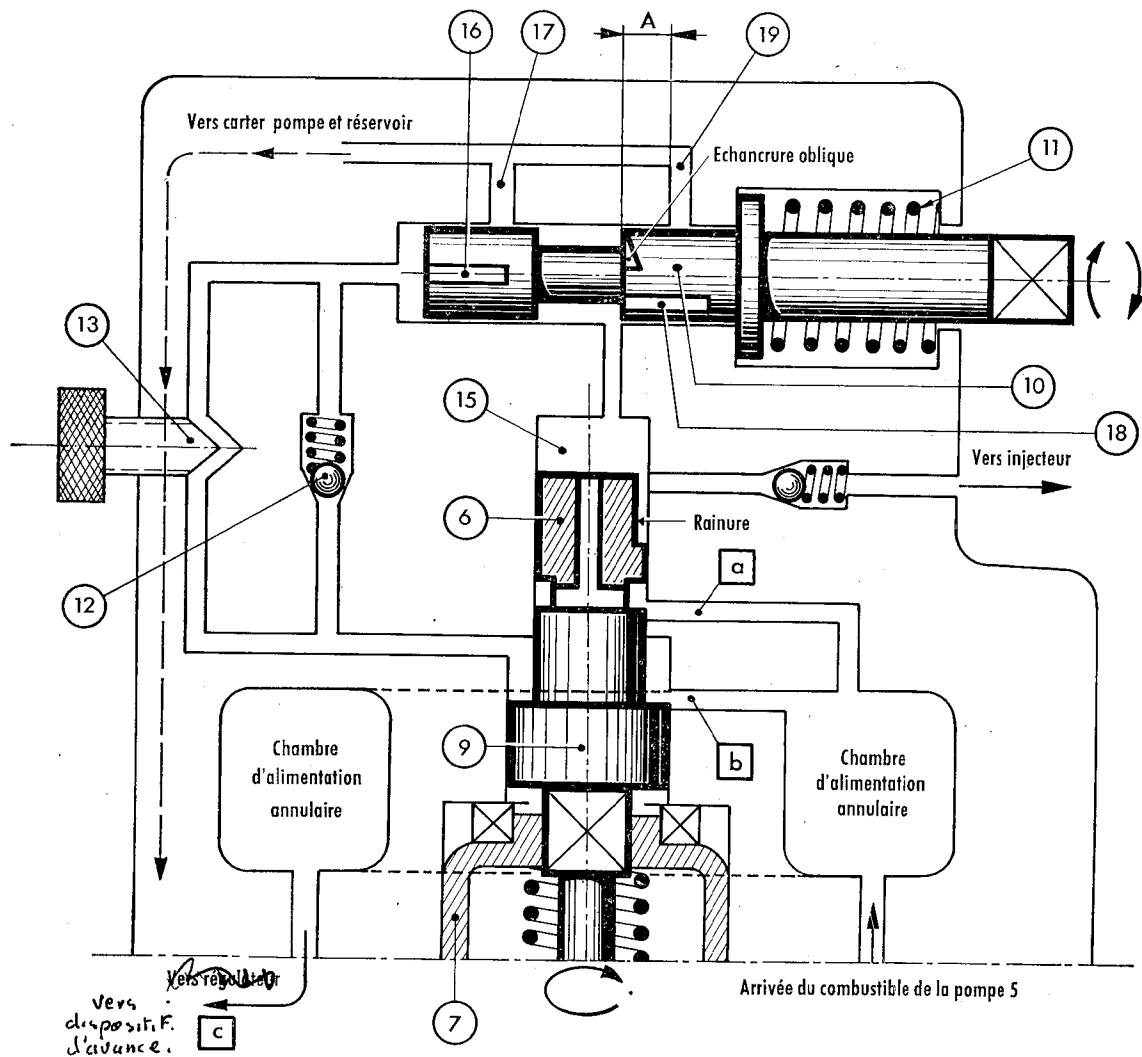 A
16
17
19
Vers carter pompe et réservoir
Echancrure oblique
11
13
10
15
18
Vers injecteur
6
Rainure
a
12
Chambre
d'alimentation
annulaire
9
b
Chambre
d'alimentation
annulaire
Vers régulateur
Arrivée du combustible de la pompe 5
vers
dispositif.
d'avance.
c
7